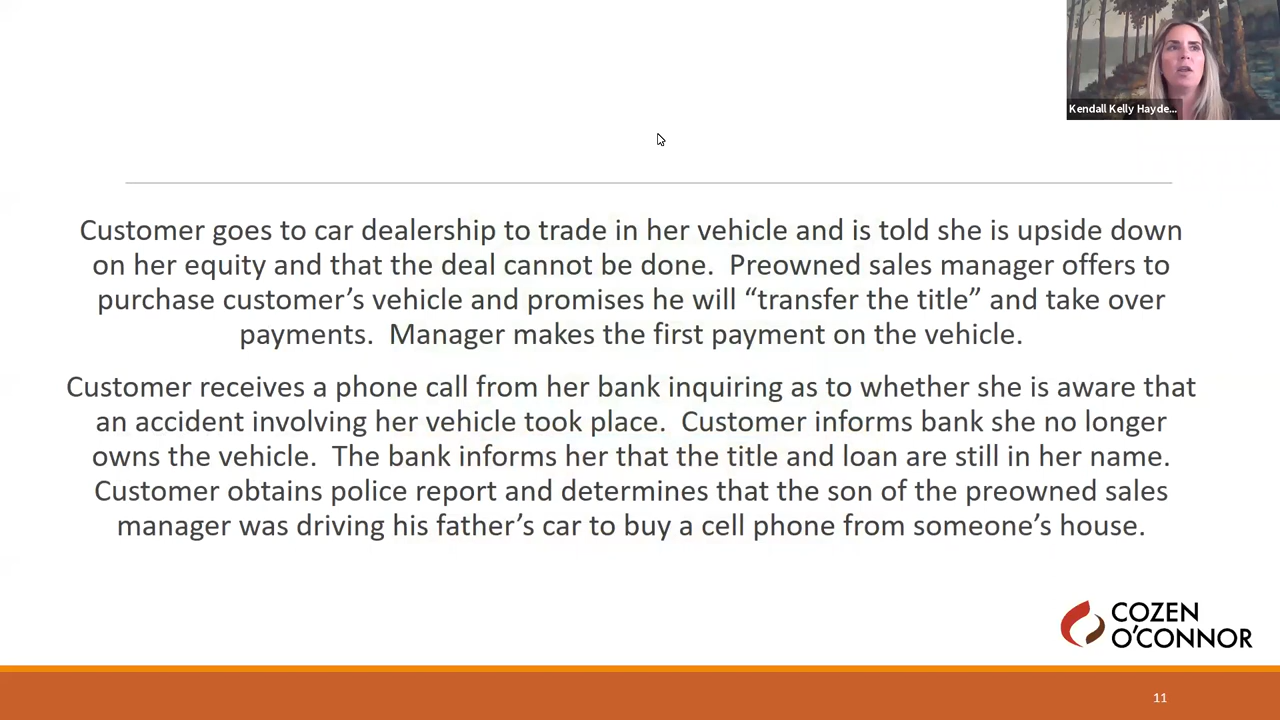 Kendall Kelly Hayde...
Customer goes to car dealership to trade in her vehicle and is told she is upside down
on her equity and that the deal cannot be done.  Preowned sales manager offers to
purchase customer’s vehicle and promises he will “transfer the title” and take over
payments.  Manager makes the first payment on the vehicle.
Customer receives a phone call from her bank inquiring as to whether she is aware that
an accident involving her vehicle took place.  Customer informs bank she no longer
owns the vehicle.  The bank informs her that the title and loan are still in her name.
Customer obtains police report and determines that the son of the preowned sales
manager was driving his father’s car to buy a cell phone from someone’s house.
COZEN
O’CONNOR
11